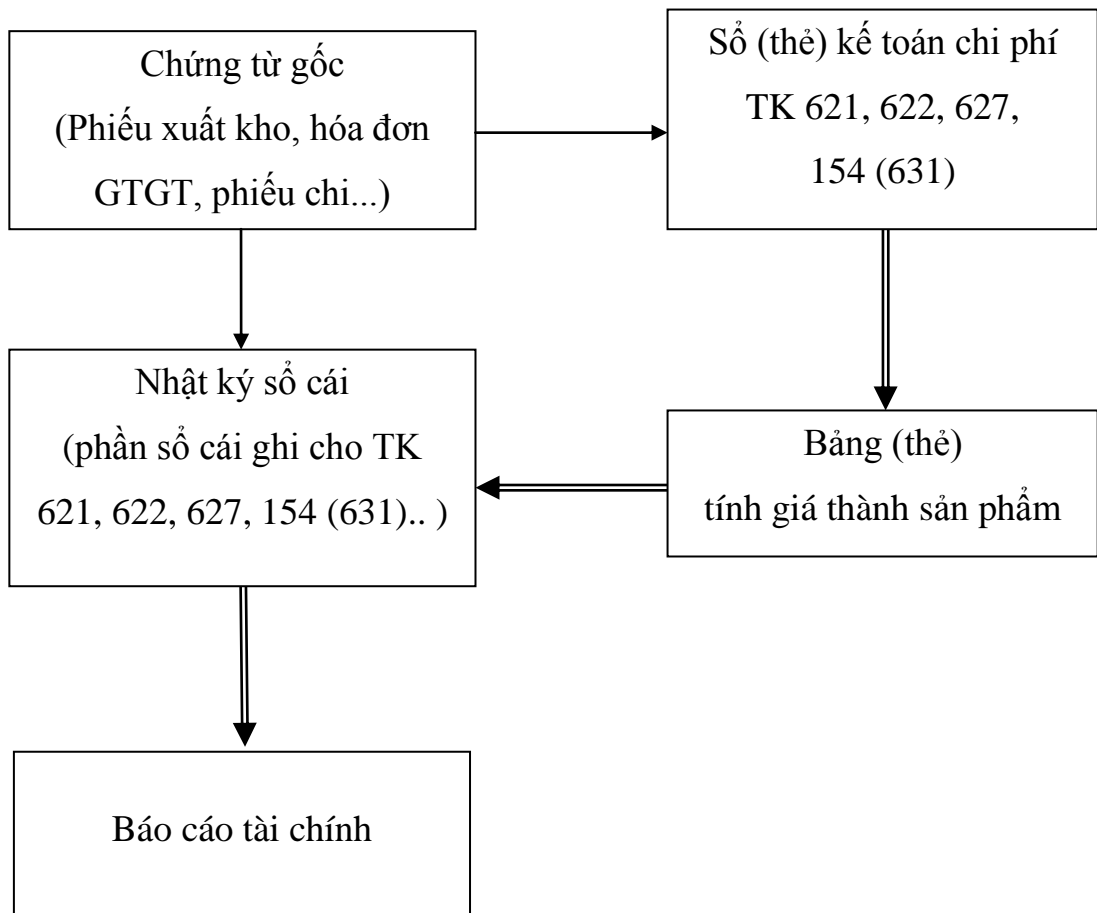 Chứng từ gốc
(Phiếu xuất kho, hóa đơn
GTGT, phiếu chi...)
Sổ (thẻ) kế toán chi phí
TK 621, 622, 627,
154 (631)
Nhật ký sổ cái
(phần sổ cái ghi cho TK
621, 622, 627, 154 (631).. )
Bảng (thẻ)
tính giá thành sản phẩm
Báo cáo tài chính